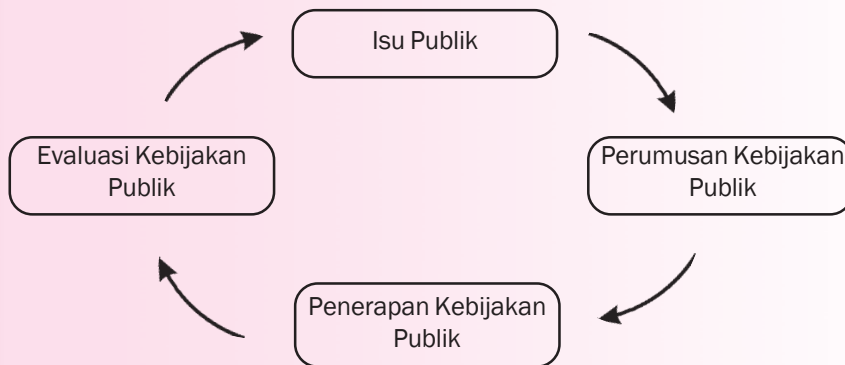 Isu Publik
Perumusan Kebijakan
Publik
Penerapan Kebijakan
Publik
Evaluasi Kebijakan
Publik